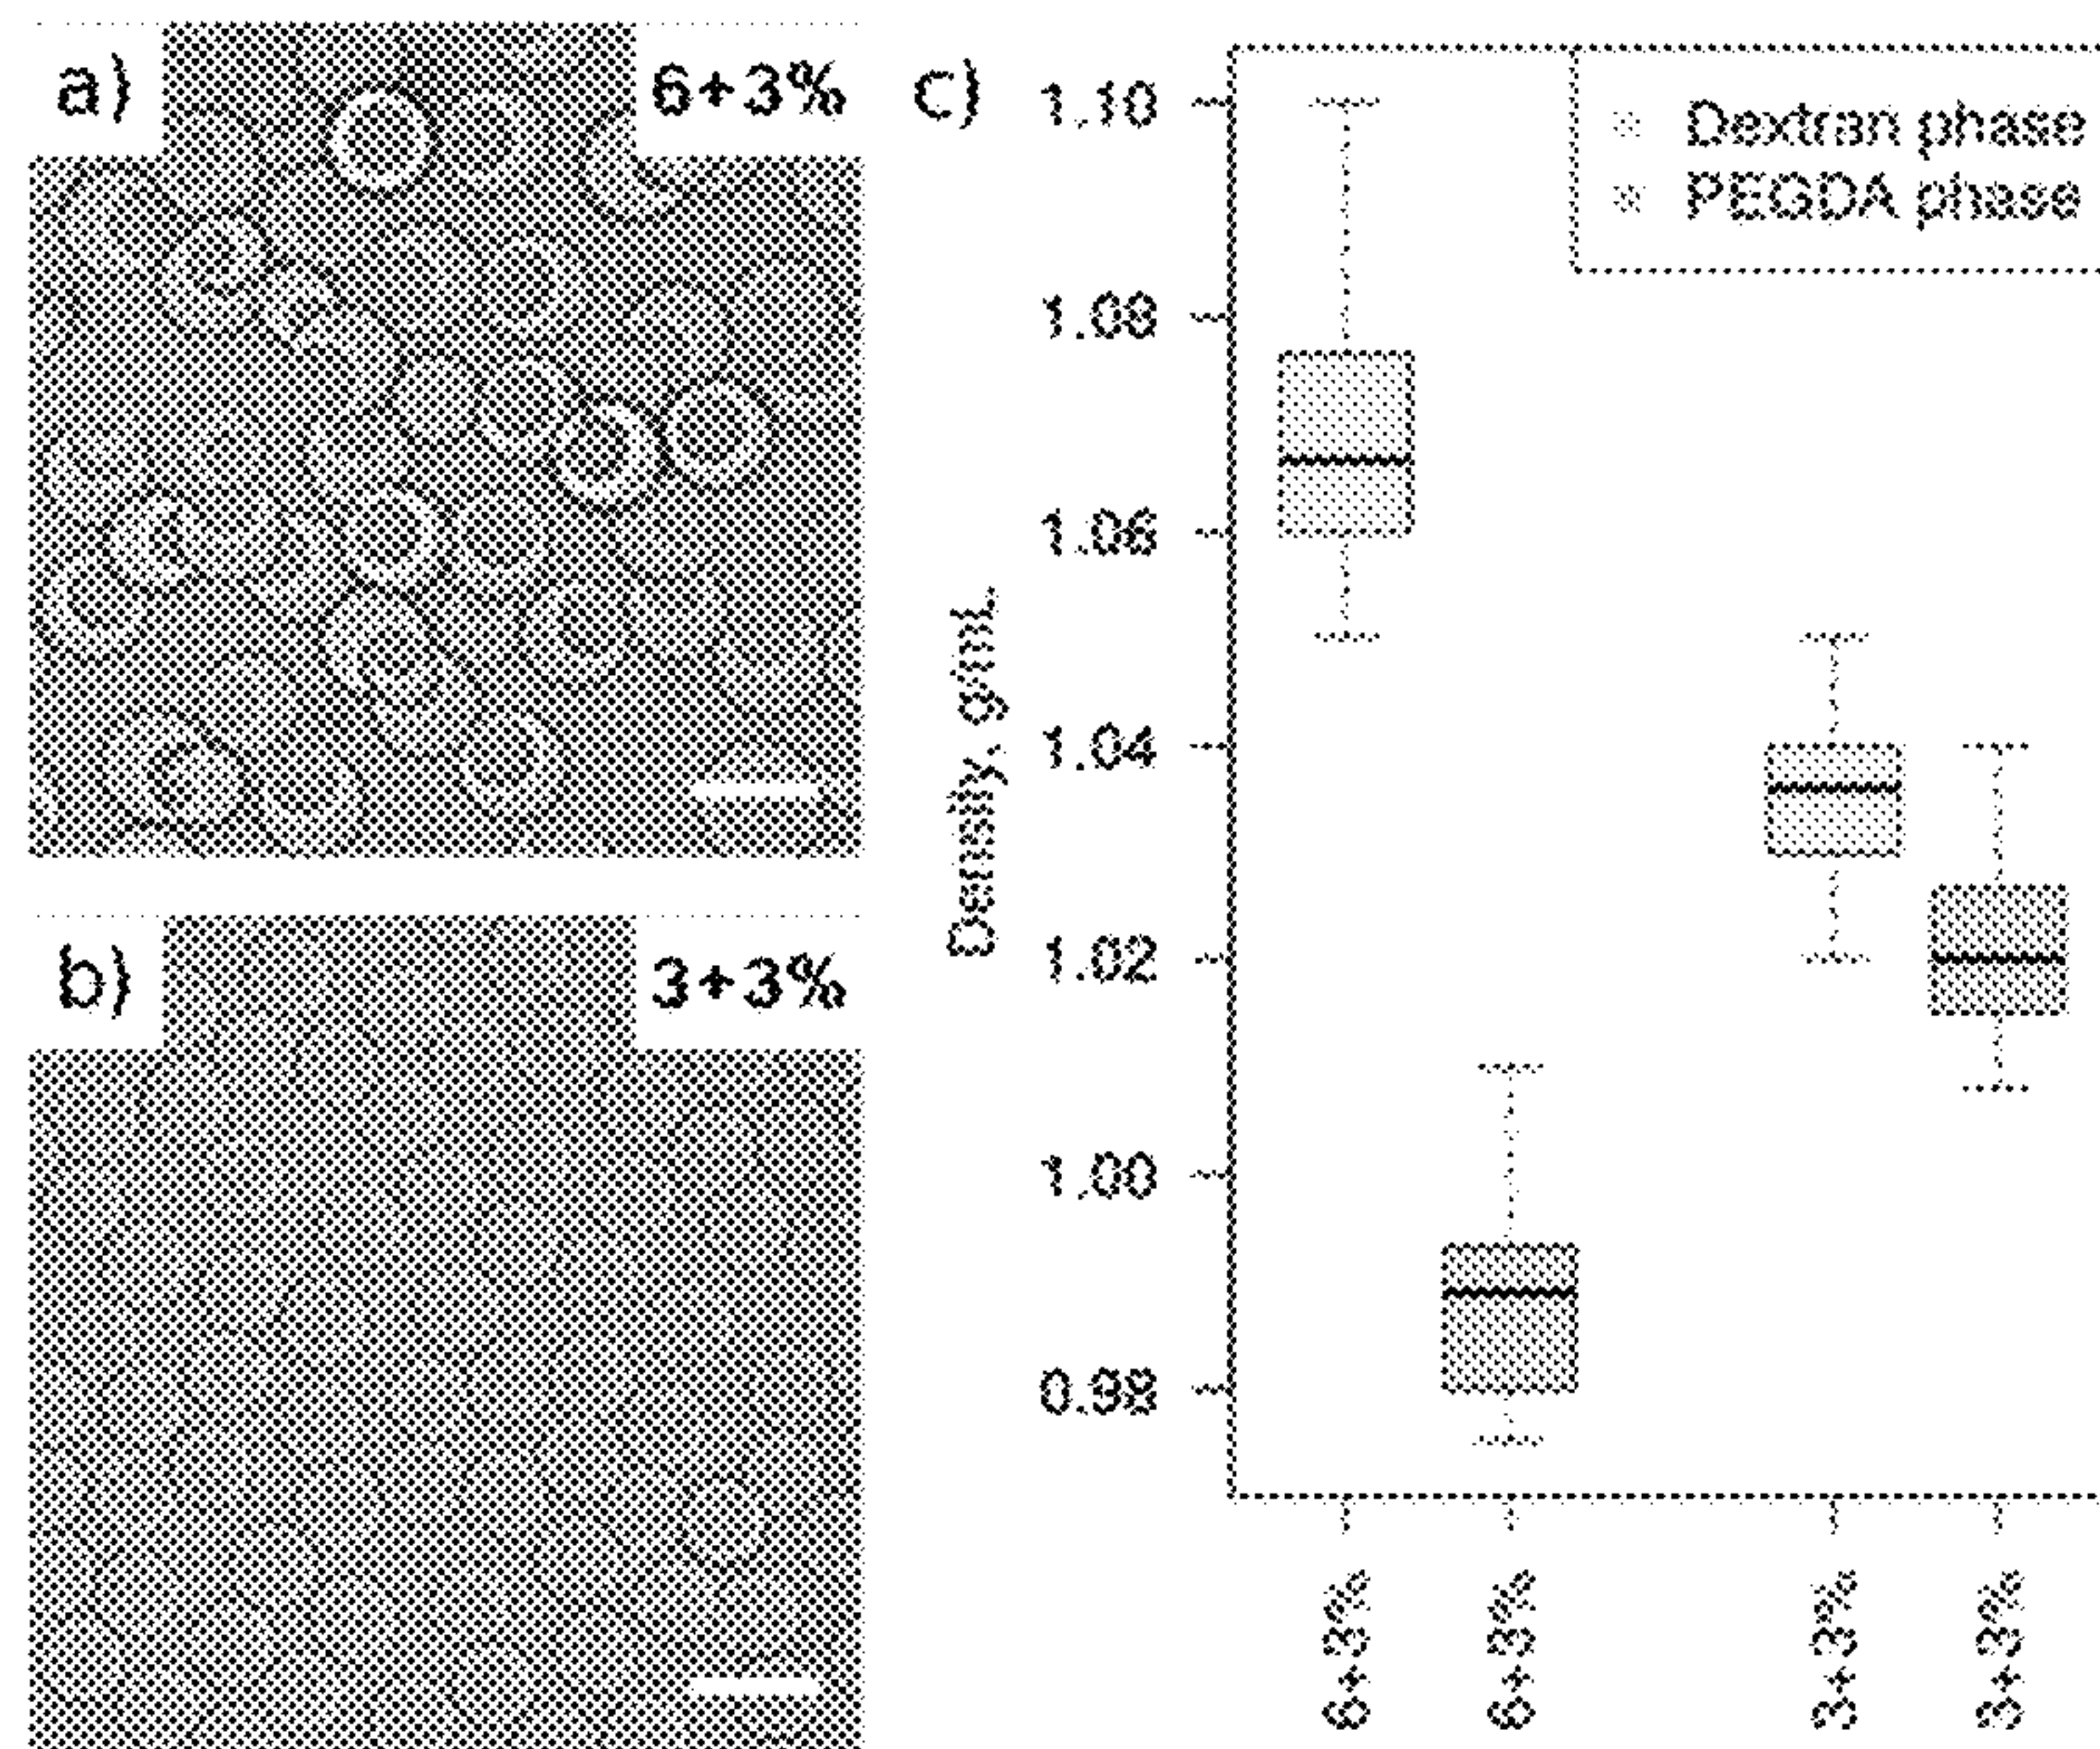 a)
6+3%
b)
3+3%
c)
Density, g/mL
1.10
1.08
1.06
1.04
1.02
1.00
0.98
Dextran phase
PEGDA phase
6+3%
6+3%
3+3%
3+3%